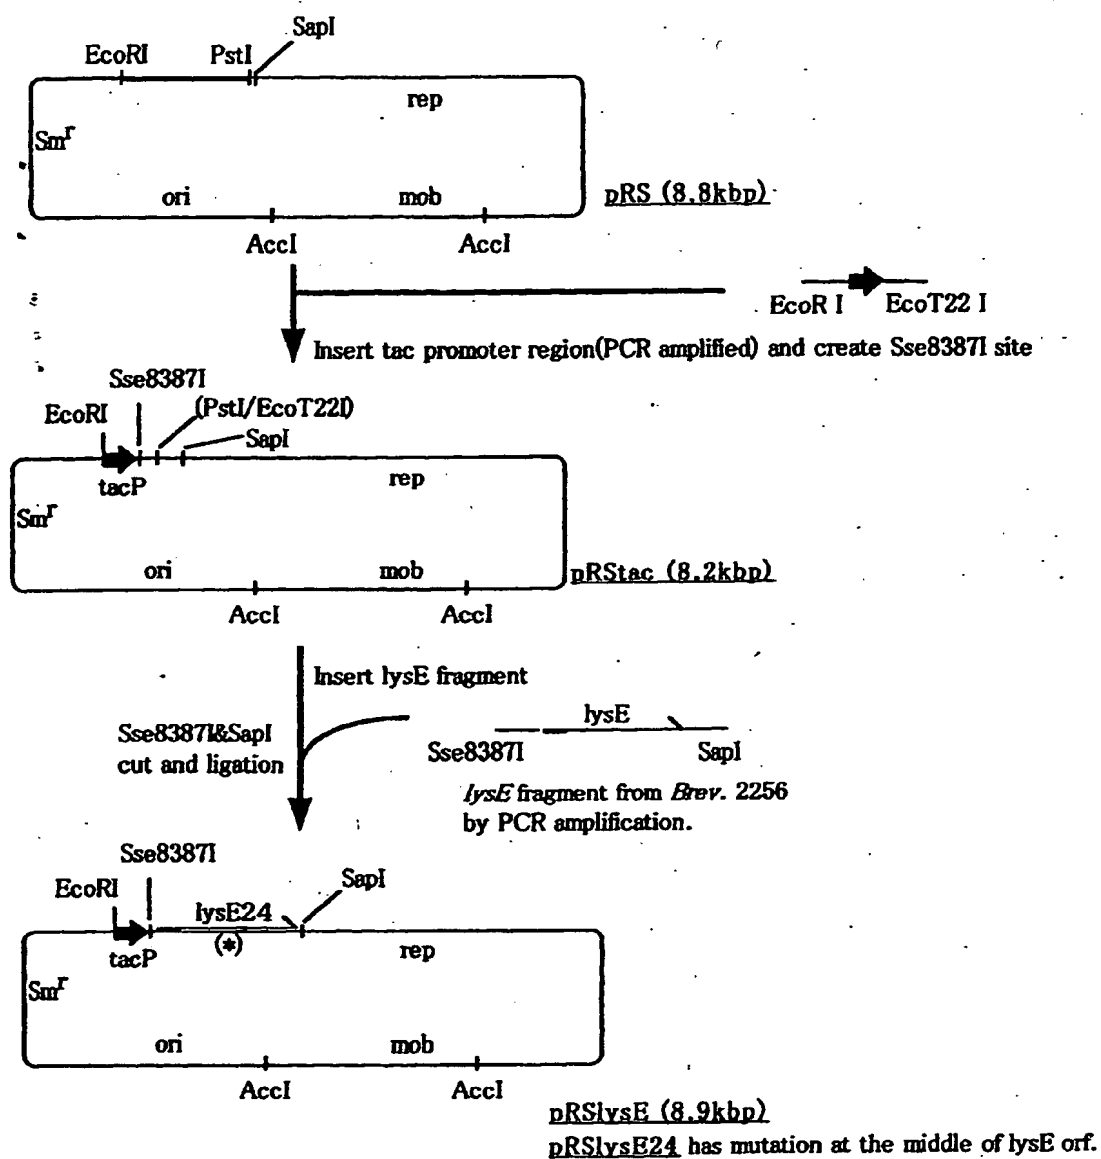 SapI
EcoRI PstI
rep
Smr
ori mob
pRS (8.8kbp)
AccI AccI
EcoR I EcoT22 I
Insert tac promoter region(PCR amplified) and create Sse8387I site
Sse8387I
EcoRI (PstI/EcoT22I)
SapI
tacP rep
Smr
ori mob
pRStac (8.2kbp)
AccI AccI
Insert lysE fragment
lysE
Sse8387I&SapI
cut and ligation
Sse8387I SapI
lysE fragment from Brev. 2256
by PCR amplification.
Sse8387I
EcoRI SapI
lysE24
(*)
tacP rep
Smr
ori mob
AccI AccI
pRSlysE (8.9kbp)
pRSlysE24 has mutation at the middle of lysE orf.